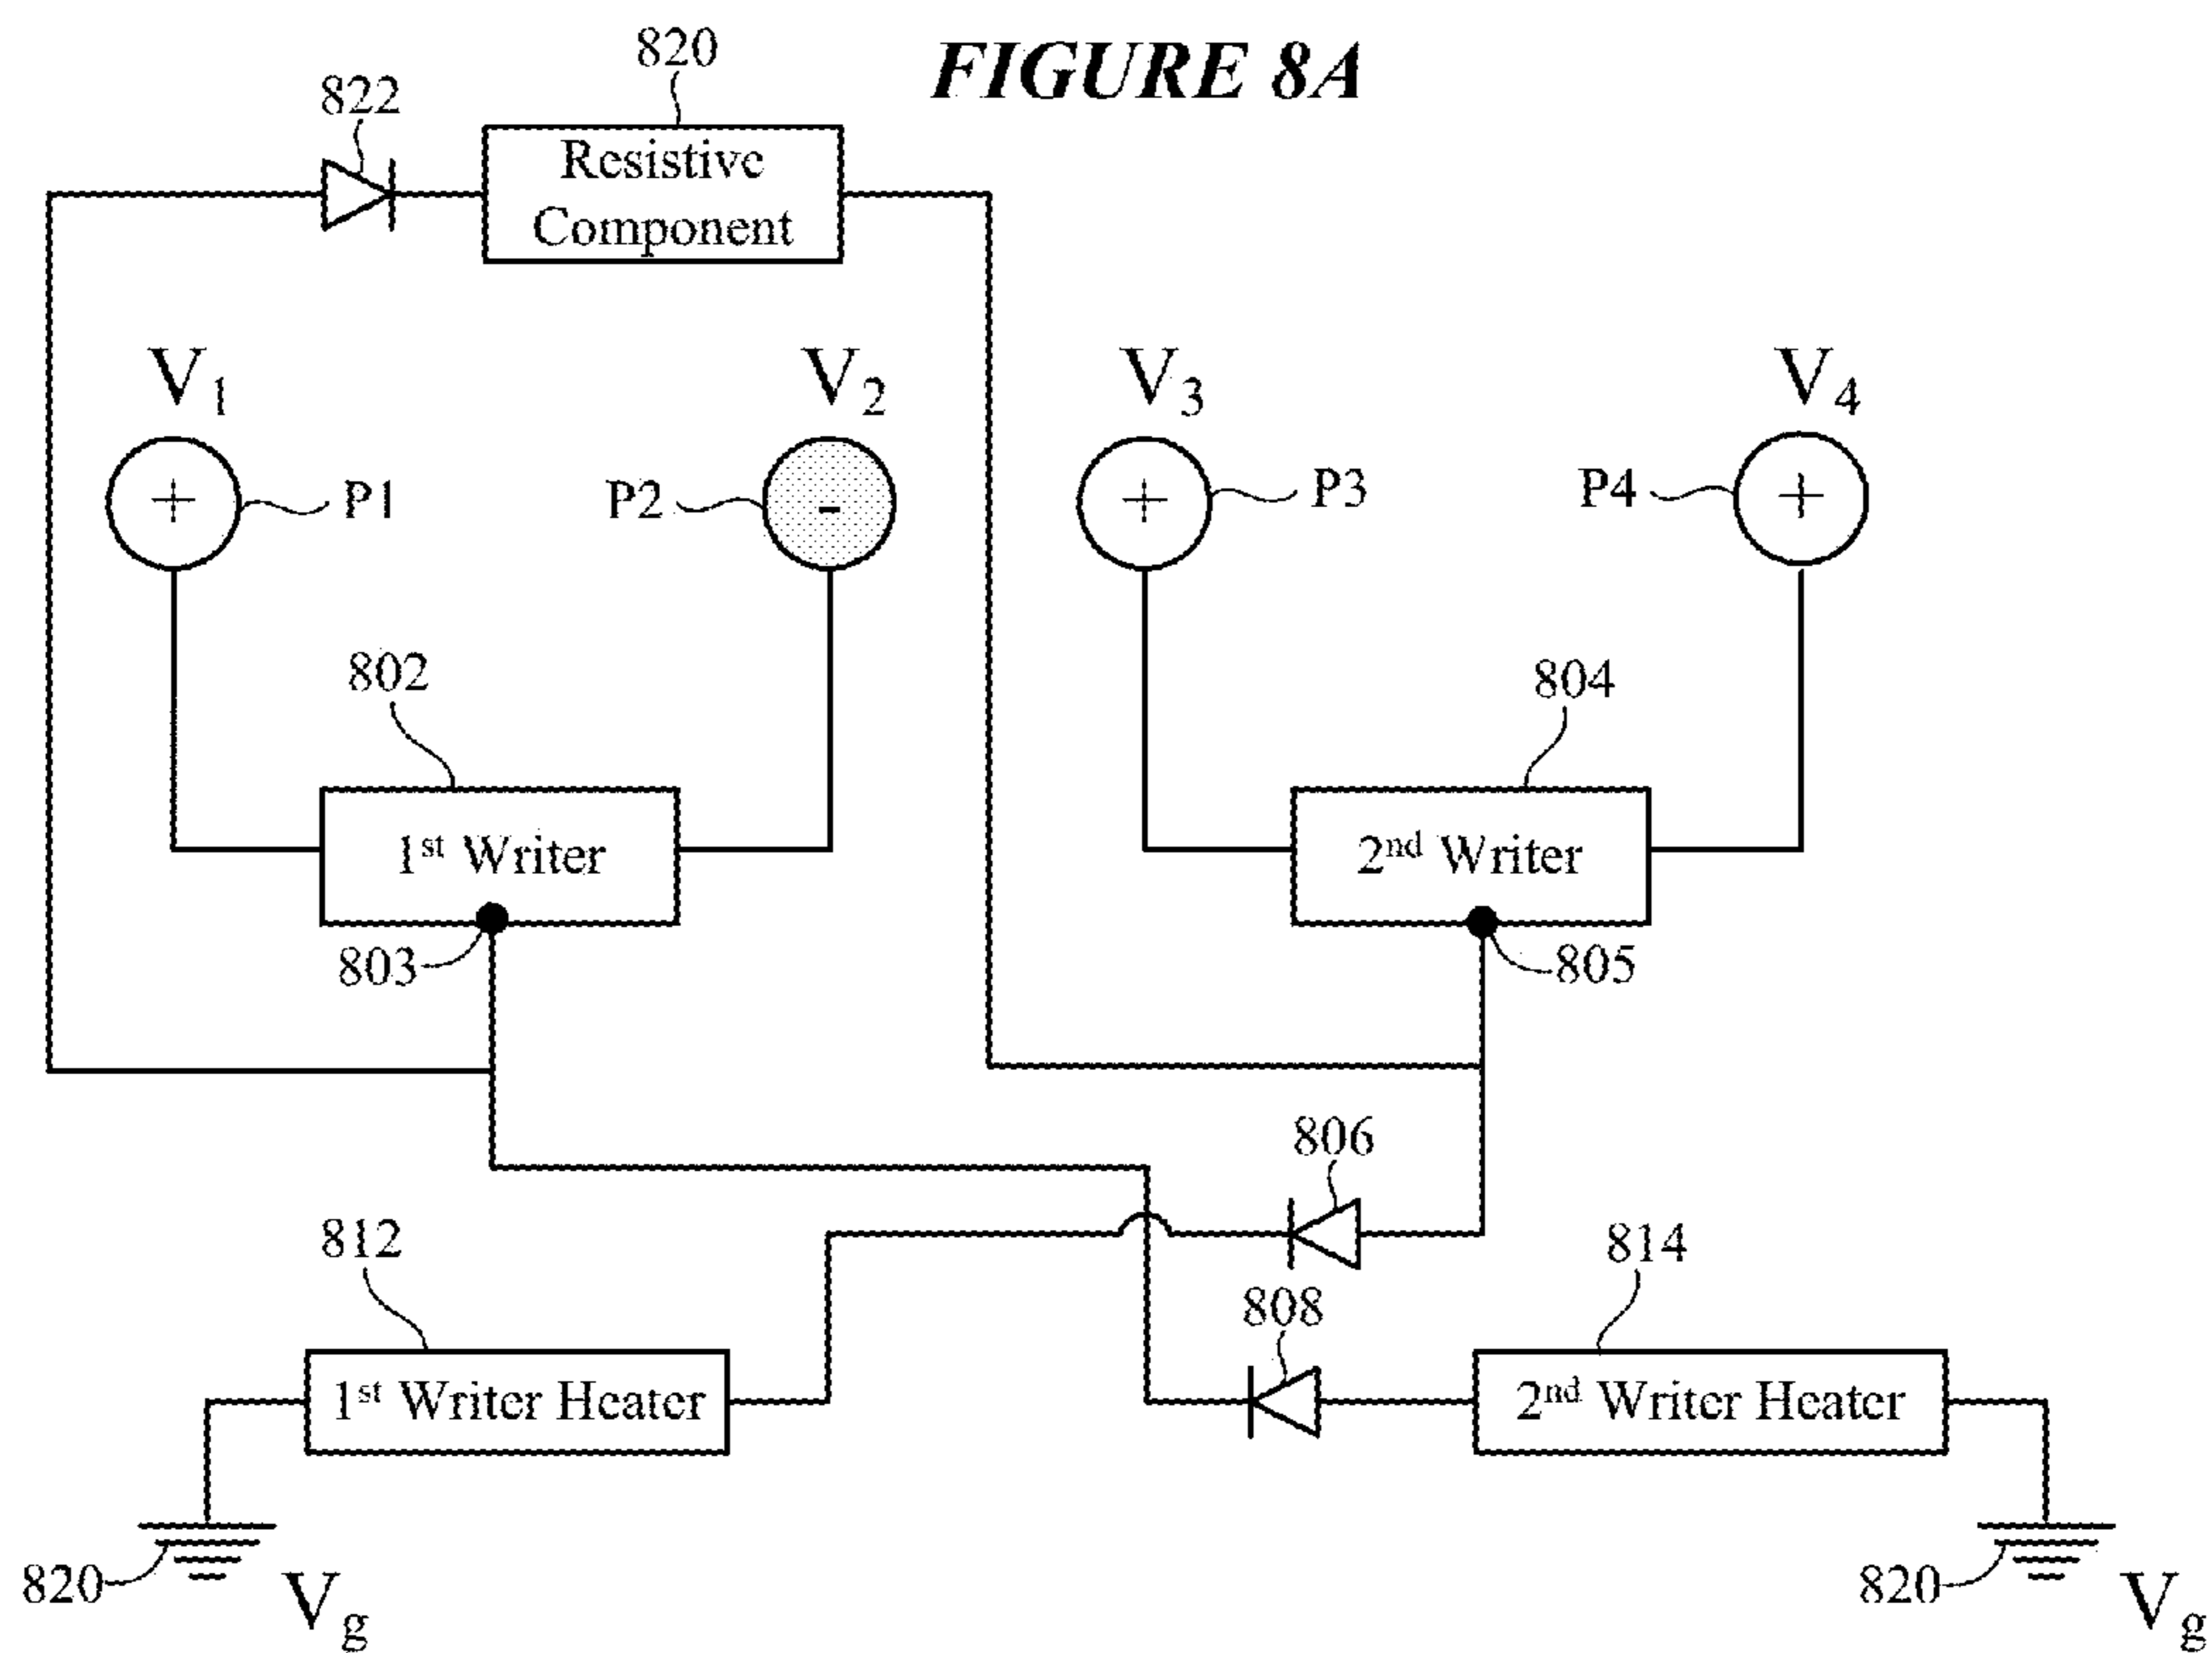 FIGURE 8A
820
822
Resistive
Component
V1 V2 V3 V4
+ P1 P2 - + P3 P4 +
802 804
1st Writer 2nd Writer
803 805
806
812 814
808
1st Writer Heater 2nd Writer Heater
820 Vg 820 Vg